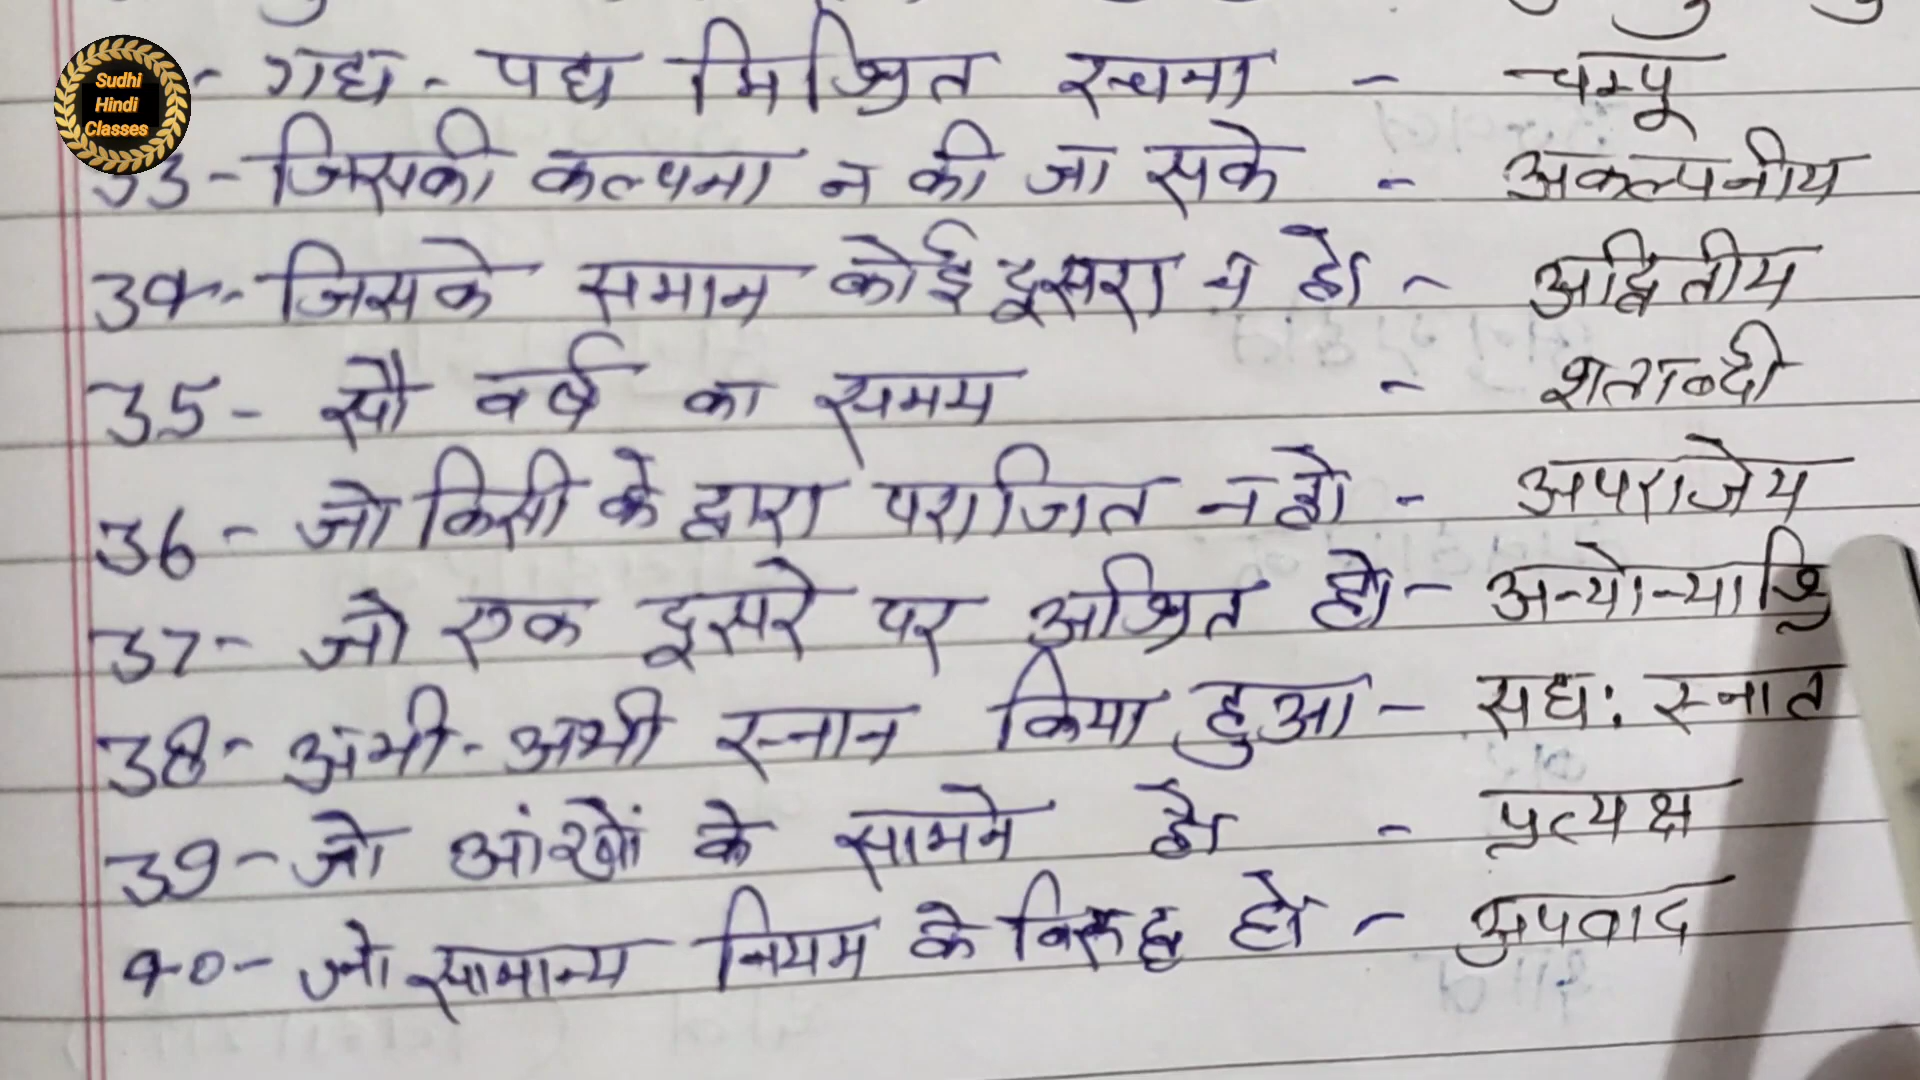 Sudhi
Hindi
Classes
- गद्य - पद्य मिश्रित रचना - चम्पू
33 - जिसकी कल्पना न की जा सके - अकल्पनीय
34 - जिसके समान कोई दूसरा न हो - अद्वितीय
35 - सौ वर्ष का समय - शताब्दी
36 - जो किसी के द्वारा पराजित न हो - अपराजेय
37 - जो एक दूसरे पर अश्रित हो - अन्योन्याश्रि
38 - अभी - अभी स्नान किया हुआ - सद्य: स्नात
39 - जो आंखों के सामने हो - प्रत्यक्ष
40 - जो सामान्य नियम के विरूद्ध हो - अपवाद